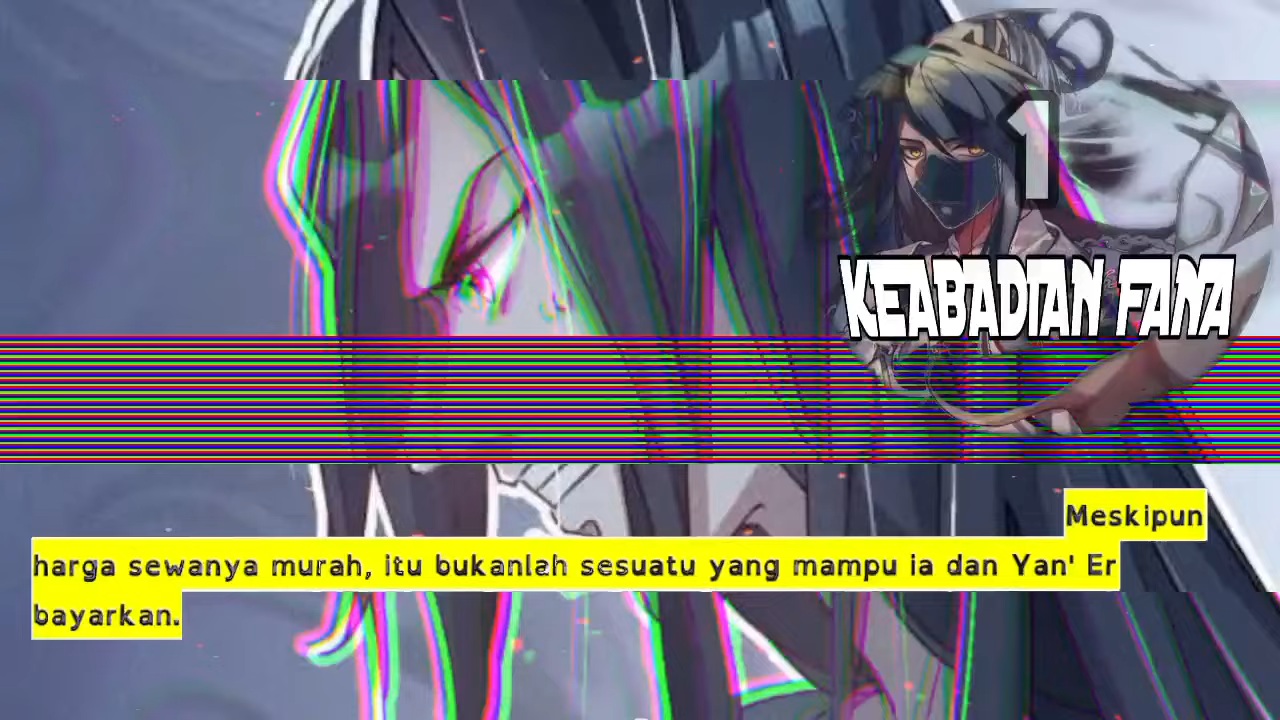 1
KEABADIAN FANA
Meskipun
harga sewanya murah, itu bukanlah sesuatu yang mampu ia dan Yan' Er
bayarkan.